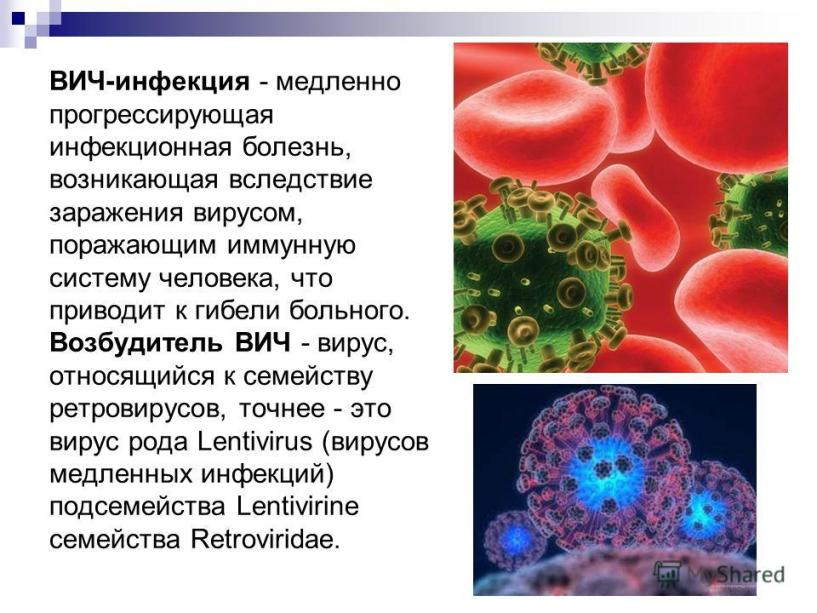 ВИЧ-инфекция - медленно
прогрессирующая
инфекционная болезнь,
возникающая вследствие
заражения вирусом,
поражающим иммунную
систему человека, что
приводит к гибели больного.
Возбудитель ВИЧ - вирус,
относящийся к семейству
ретровирусов, точнее - это
вирус рода Lentivirus (вирусов
медленных инфекций)
подсемейства Lentivirine
семейства Retroviridae.
MyShared